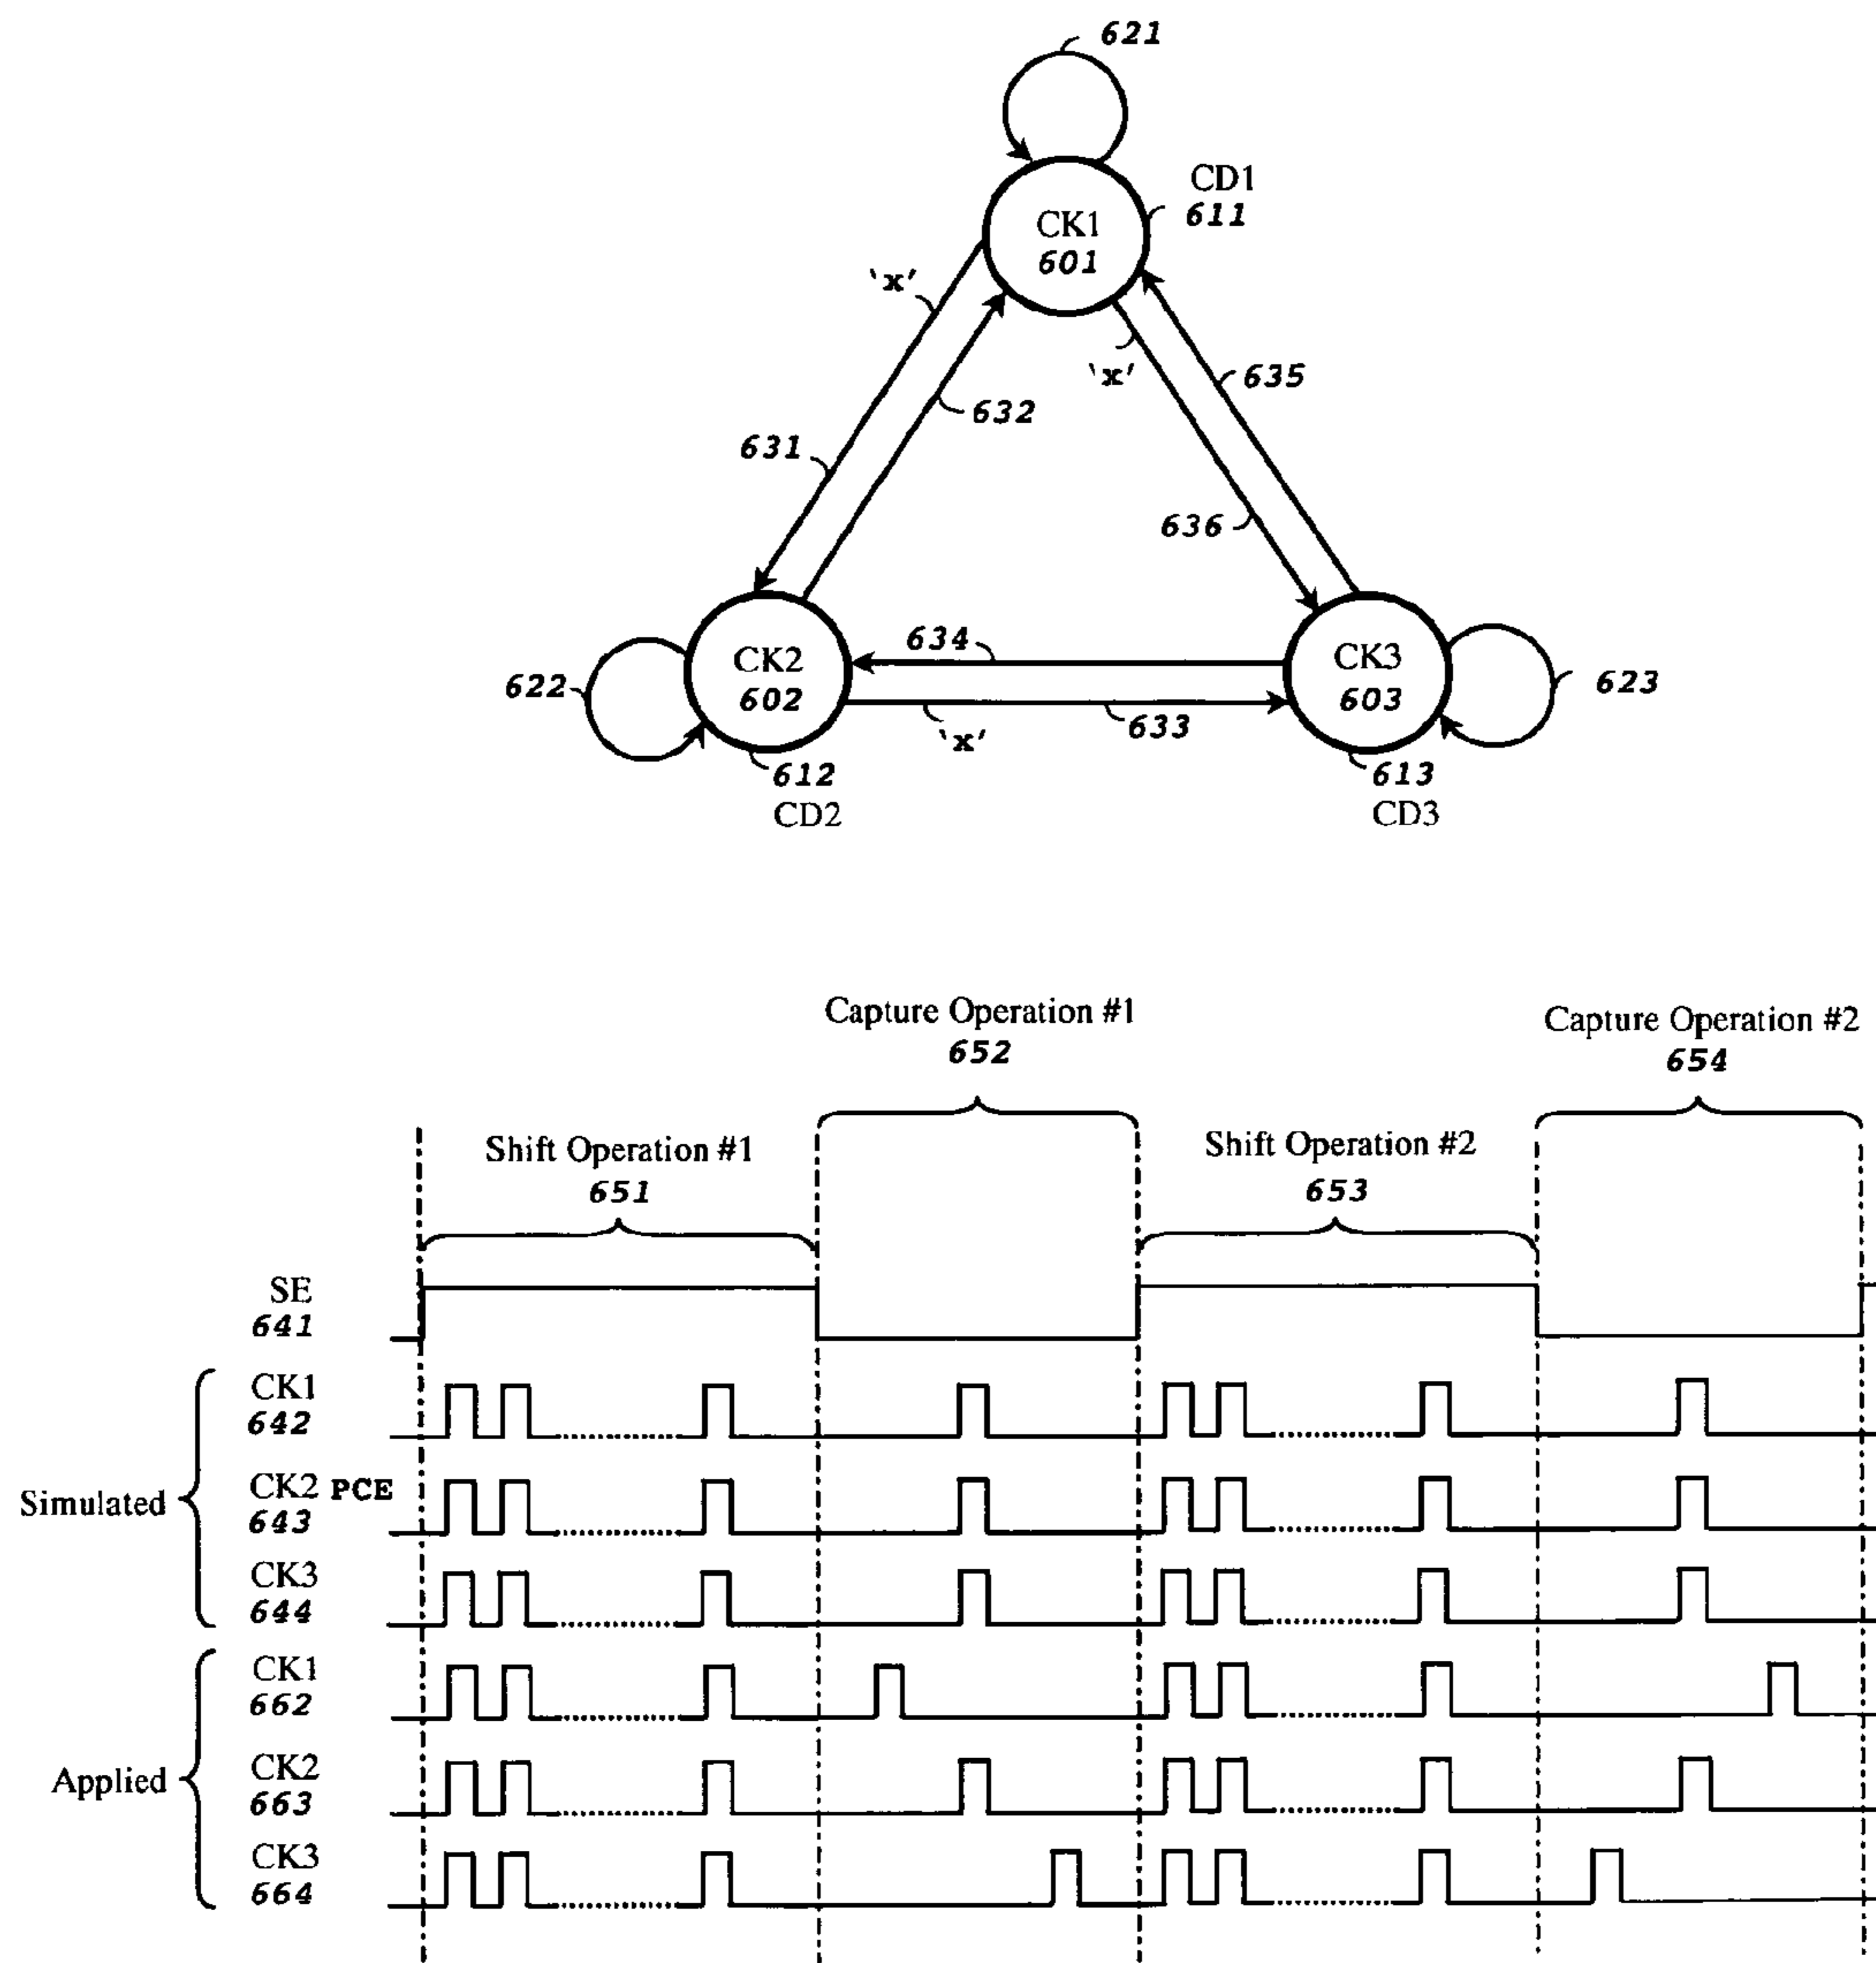 621
CD1
611
CK1
601
'x'
'x'
635
632
631
636
634
CK2
602
CK3
603
622
623
'x'
633
612
CD2
613
CD3
Capture Operation #1
652
Capture Operation #2
654
Shift Operation #1
651
Shift Operation #2
653
SE
641
Simulated
CK1
642
CK2 PCE
643
CK3
644
Applied
CK1
662
CK2
663
CK3
664